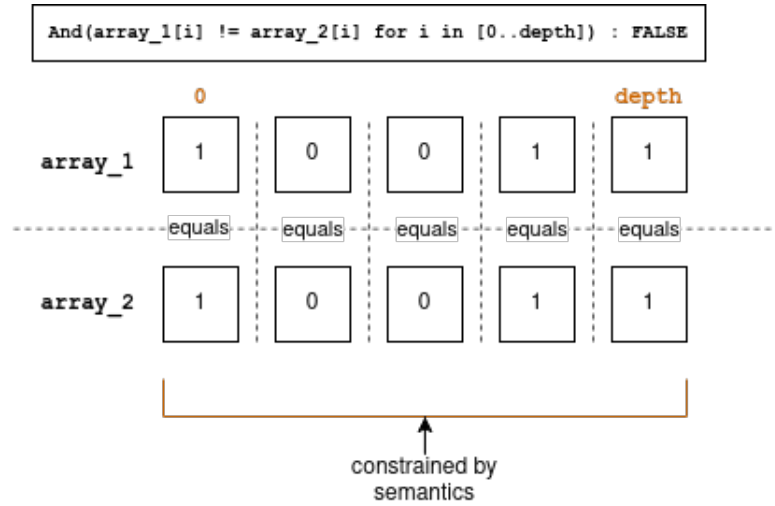 And(array_1[i] != array_2[i] for i in [0..depth]) : FALSE
0 depth
array_1 1 0 0 1 1
equals equals equals equals equals
array_2 1 0 0 1 1
constrained by
semantics